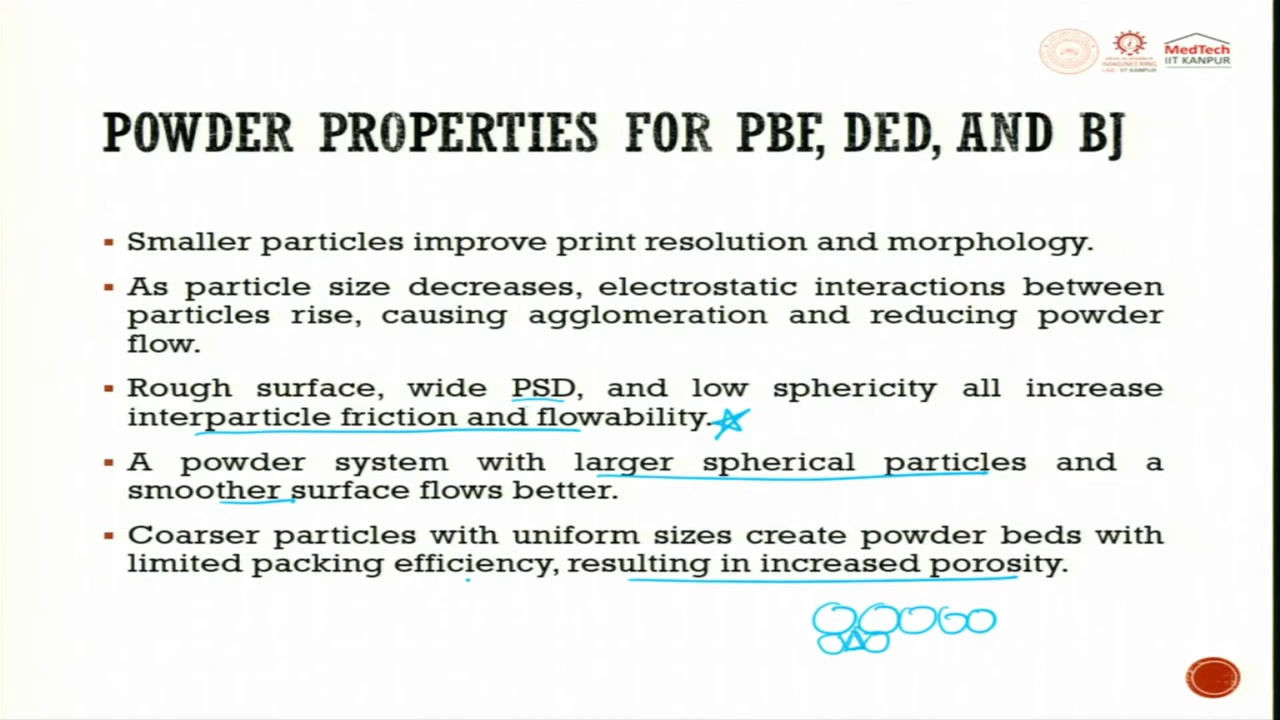 MedTech
IIT KANPUR
POWDER PROPERTIES FOR PBF, DED, AND BJ
Smaller particles improve print resolution and morphology.
As particle size decreases, electrostatic interactions between
particles rise, causing agglomeration and reducing powder
flow.
Rough surface, wide PSD, and low sphericity all increase
interparticle friction and flowability.
A powder system with larger spherical particles and a
smoother surface flows better.
Coarser particles with uniform sizes create powder beds with
limited packing efficiency, resulting in increased porosity.